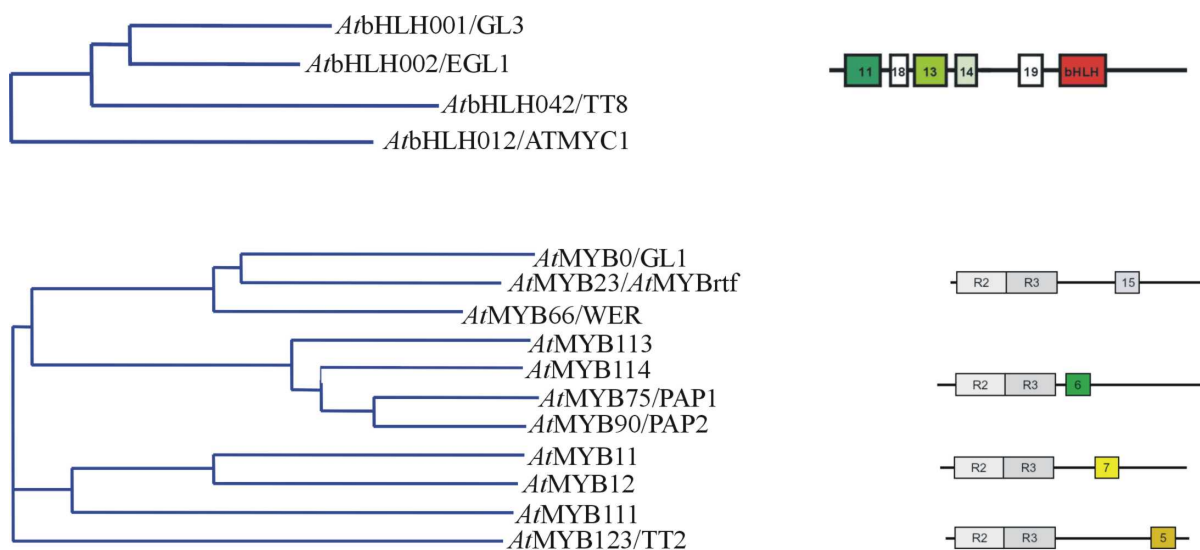 AtbHLH001/GL3
AtbHLH002/EGL1
11 18 13 14 19 bHLH
AtbHLH042/TT8
AtbHLH012/ATMYC1
AtMYB0/GL1
AtMYB23/AtMYBrtf
R2 R3 15
AtMYB66/WER
AtMYB113
AtMYB114
R2 R3 6
AtMYB75/PAP1
AtMYB90/PAP2
AtMYB11
R2 R3 7
AtMYB12
AtMYB111
AtMYB123/TT2
R2 R3 5